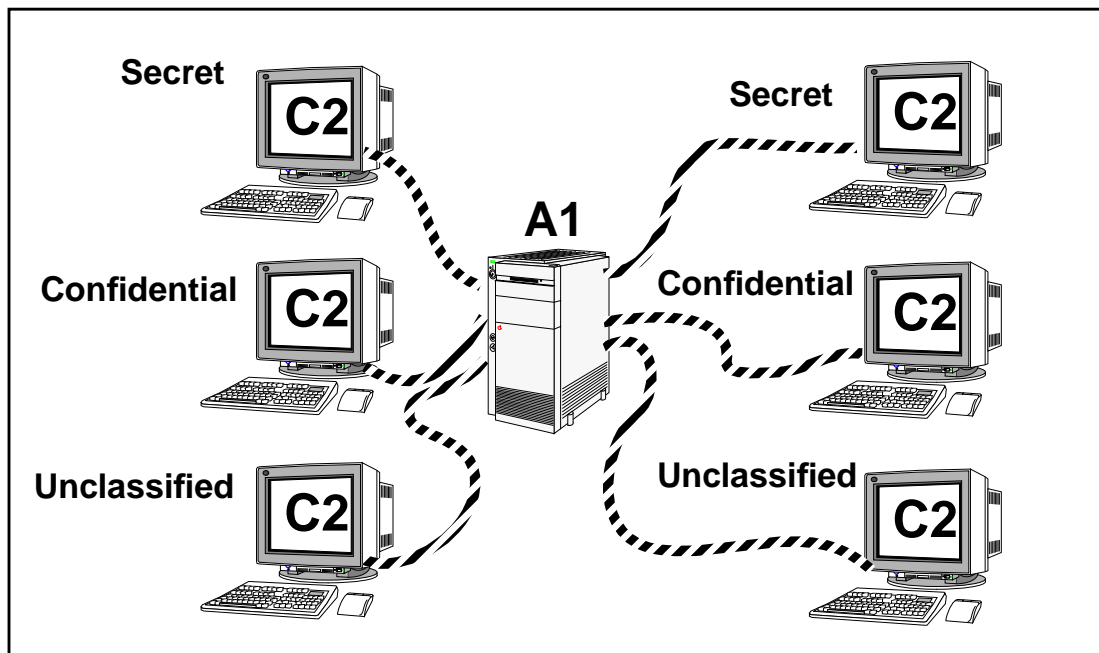 Secret
C2
Secret
C2
A1
Confidential
C2
Confidential
C2
Unclassified
C2
Unclassified
C2